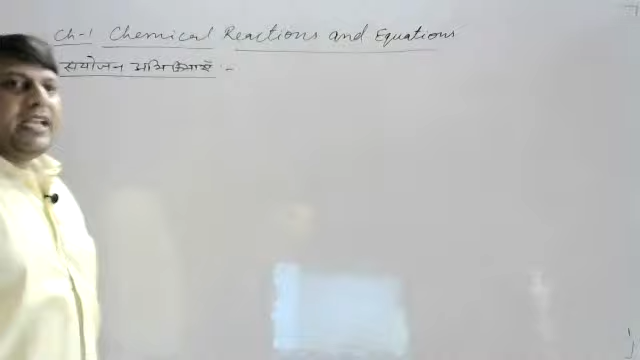 Ch-1 Chemical Reactions and Equations
संयोजन अभिक्रियाएँ :-